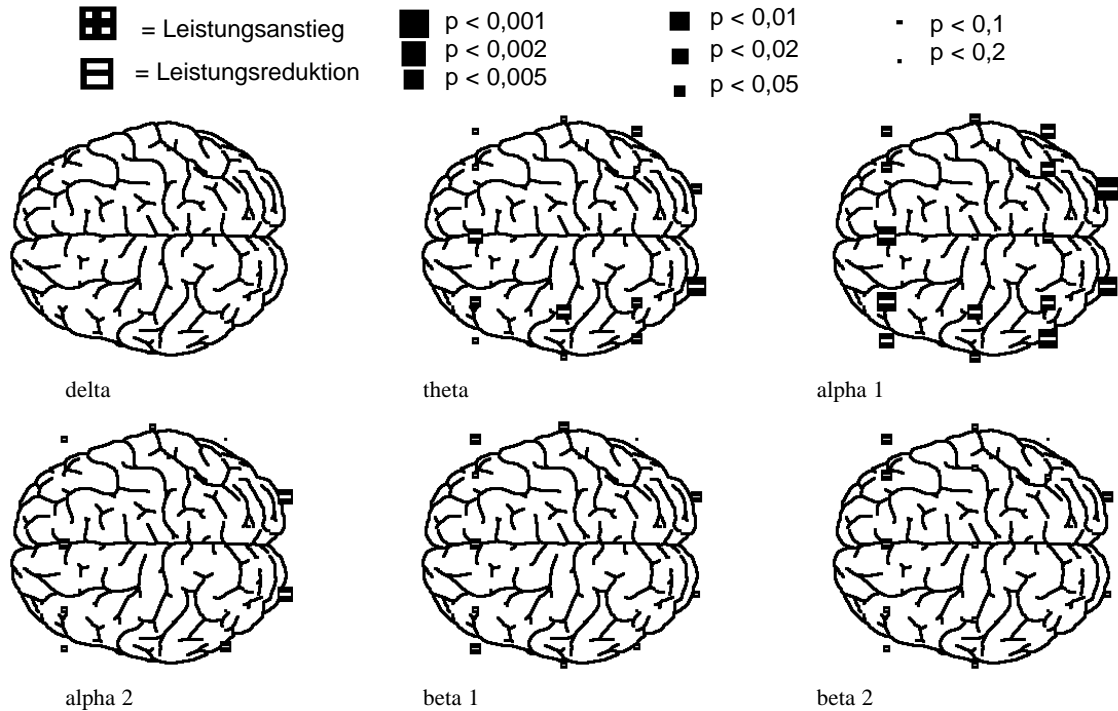 = Leistungsanstieg
= Leistungsreduktion
p < 0,001
p < 0,002
p < 0,005
p < 0,01
p < 0,02
p < 0,05
p < 0,1
p < 0,2
delta
theta
alpha 1
alpha 2
beta 1
beta 2